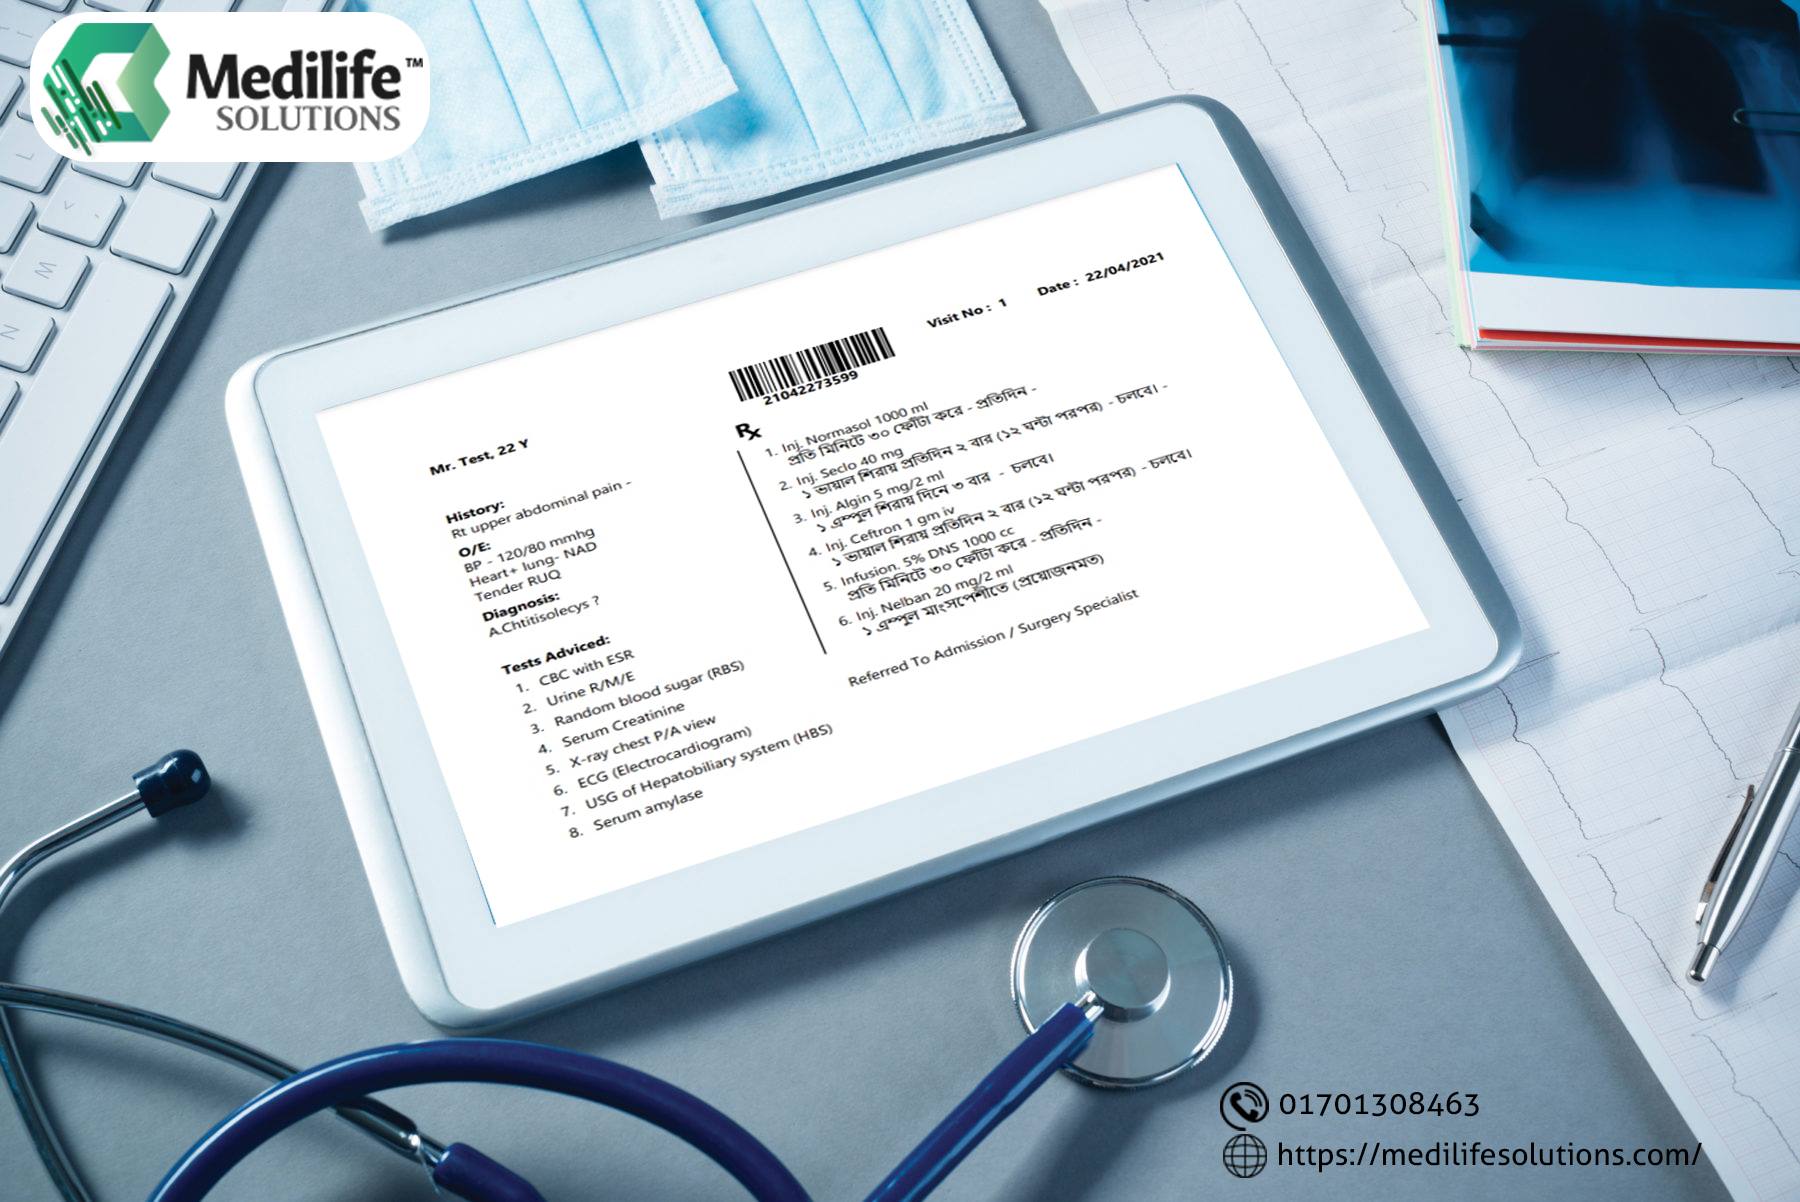 Medilife™
SOLUTIONS
Visit No : 1 Date : 22/04/2021
21042273599
Mr. Test, 22 Y
History:
Rt upper abdominal pain -
O/E:
BP - 120/80 mmhg
Heart+ lung- NAD
Tender RUQ
Diagnosis:
A.Chtitisolecys ?
Tests Adviced:
1. CBC with ESR
2. Urine R/M/E
3. Random blood sugar (RBS)
4. Serum Creatinine
5. X-ray chest P/A view
6. ECG (Electrocardiogram)
7. USG of Hepatobiliary system (HBS)
8. Serum amylase
Rx
1. Inj. Normasol 1000 ml
প্রতি মিনিটে ৩০ ফোঁটা করে - প্রতিদিন -
2. Inj. Seclo 40 mg
১ ভায়াল শিরায় প্রতিদিন ২ বার (১২ ঘন্টা পরপর) - চলবে। -
3. Inj. Algin 5 mg/2 ml
১ এম্পুল শিরায় দিনে ৩ বার - চলবে।
4. Inj. Ceftron 1 gm iv
১ ভায়াল শিরায় প্রতিদিন ২ বার (১২ ঘন্টা পরপর) - চলবে।
5. Infusion. 5% DNS 1000 cc
প্রতি মিনিটে ৩০ ফোঁটা করে - প্রতিদিন -
6. Inj. Nelban 20 mg/2 ml
১ এম্পুল মাংসপেশীতে (প্রয়োজনমত)
Referred To Admission / Surgery Specialist
01701308463
https://medilifesolutions.com/